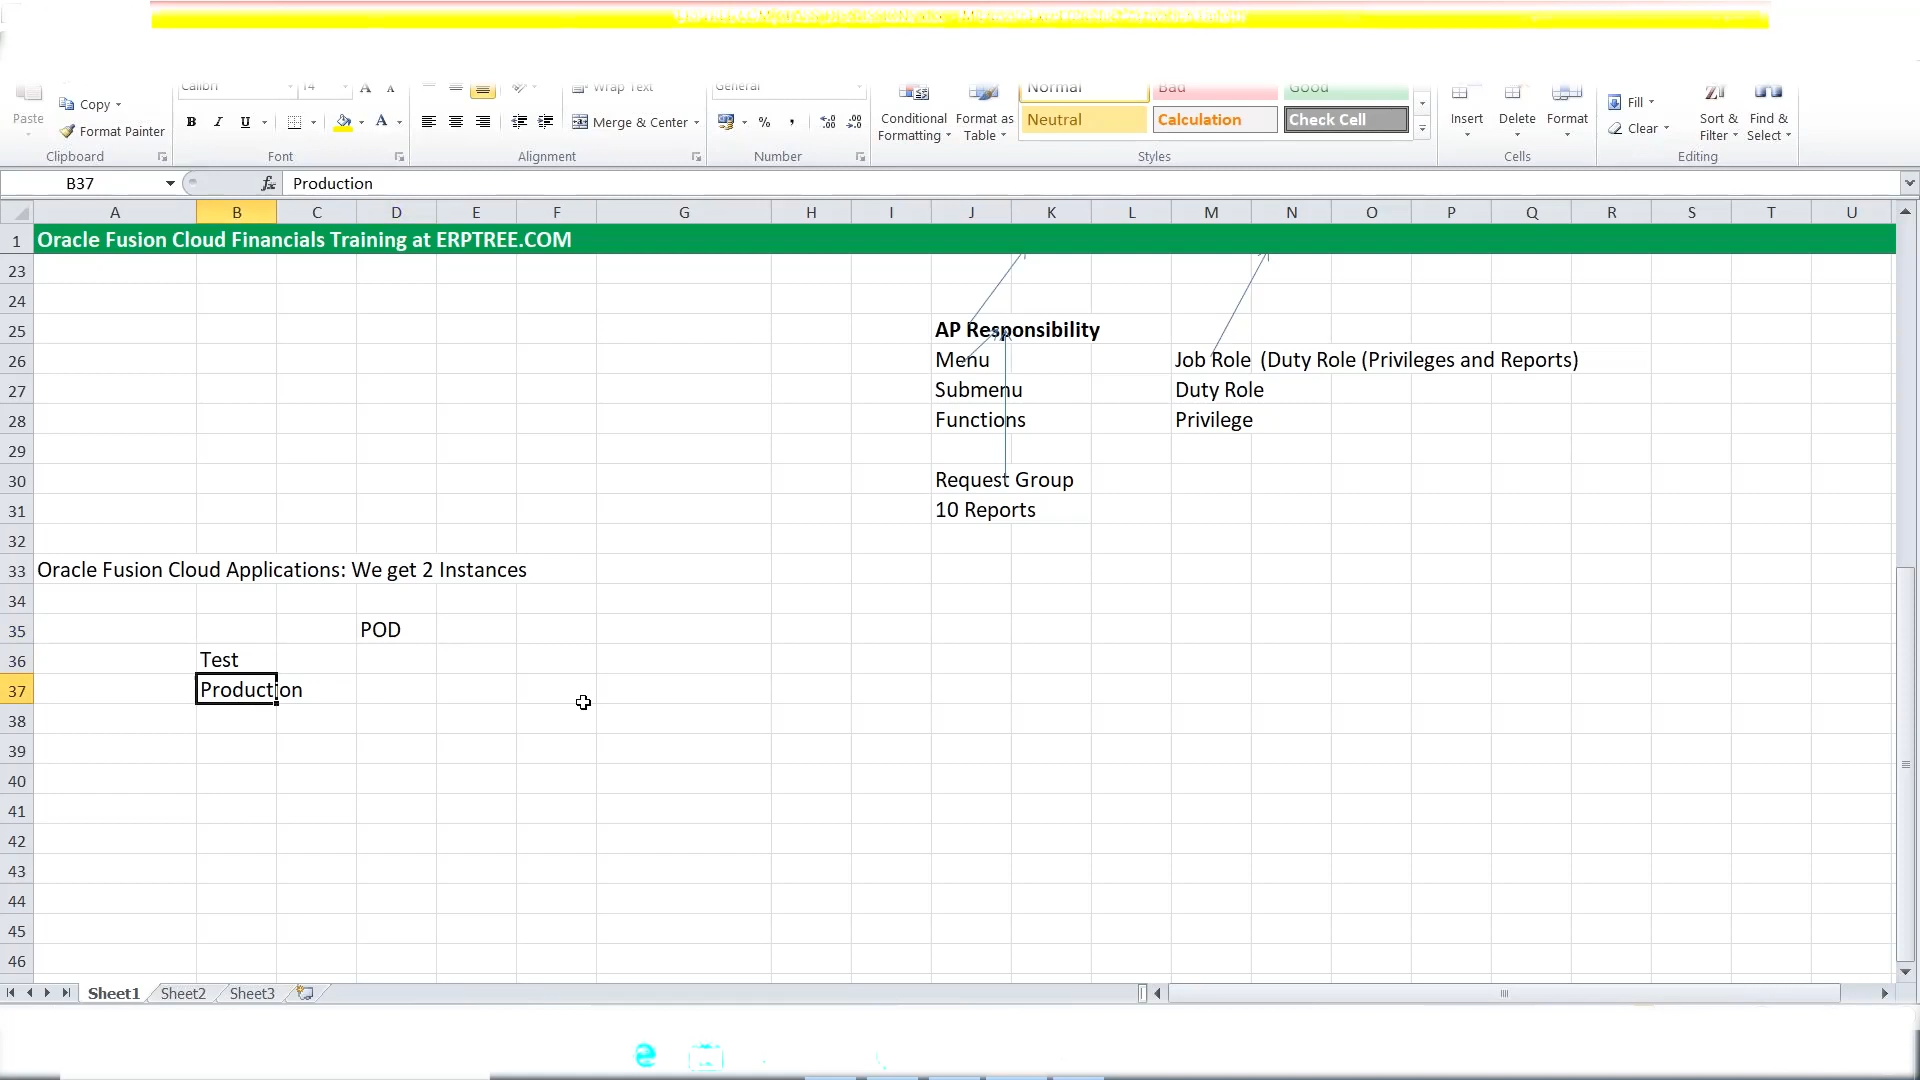 Calibri 14 Wrap Text General Normal Bad Good
Paste Copy Format Painter
B I U Merge & Center % , Conditional Formatting Format as Table Neutral Calculation Check Cell Insert Delete Format Fill Clear Sort & Filter Find & Select
Clipboard Font Alignment Number Styles Cells Editing
B37 fx Production
A B C D E F G H I J K L M N O P Q R S T U
1 Oracle Fusion Cloud Financials Training at ERPTREE.COM
23
24
25 AP Responsibility
26 Menu Job Role (Duty Role (Privileges and Reports)
27 Submenu Duty Role
28 Functions Privilege
29
30 Request Group
31 10 Reports
32
33 Oracle Fusion Cloud Applications: We get 2 Instances
34
35 POD
36 Test
37 Production
38
39
40
41
42
43
44
45
46
Sheet1 Sheet2 Sheet3